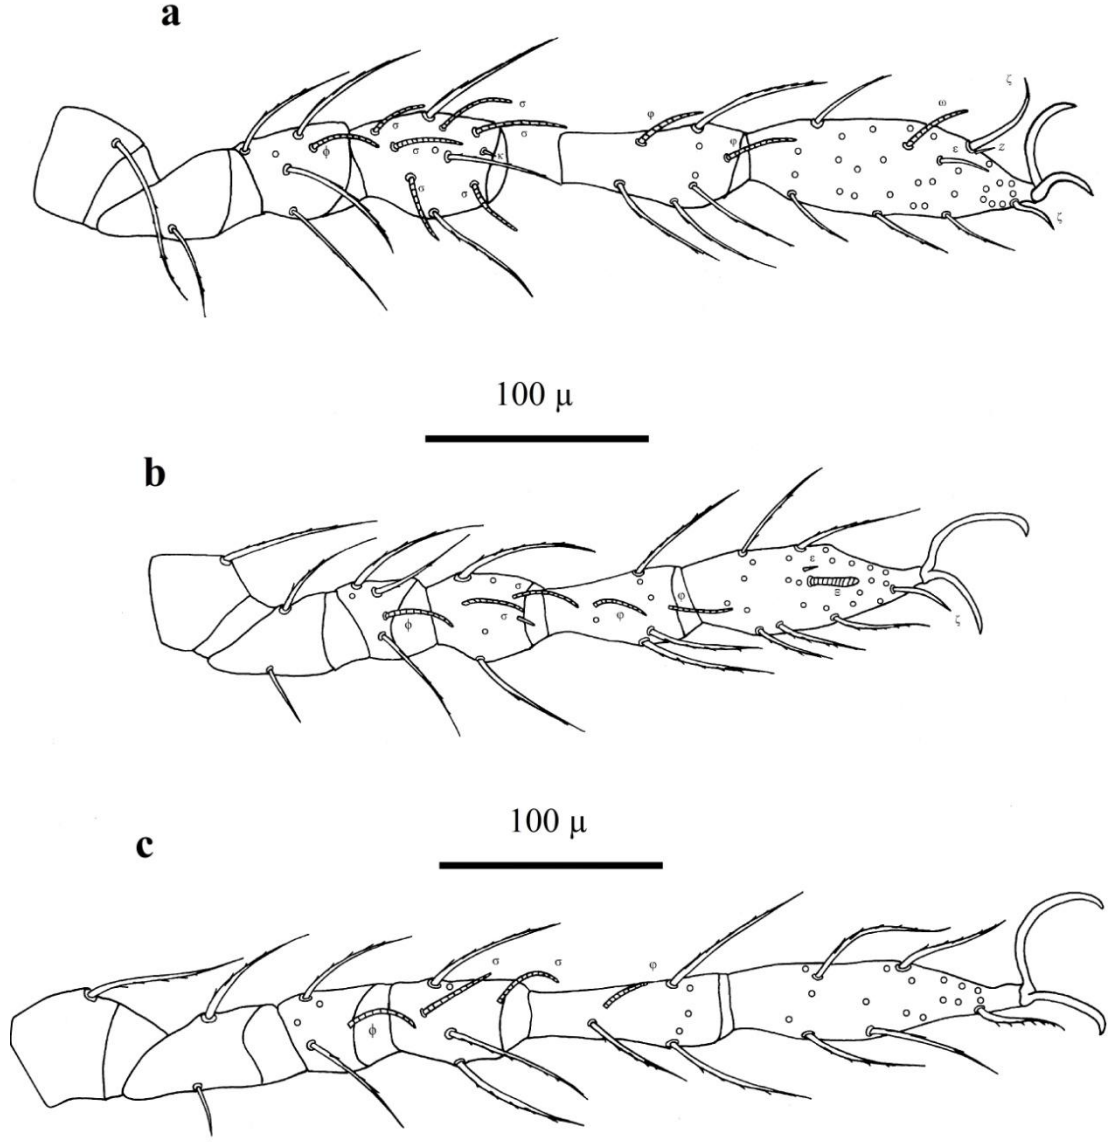 a
ζ
σ φ ω
σ σ
ϕ σ φ ε z
κ
σ σ
ζ
100 μ
b
ε
σ Ξ
φ
ϕ σ φ ζ
100 μ
c
σ σ φ
ϕ